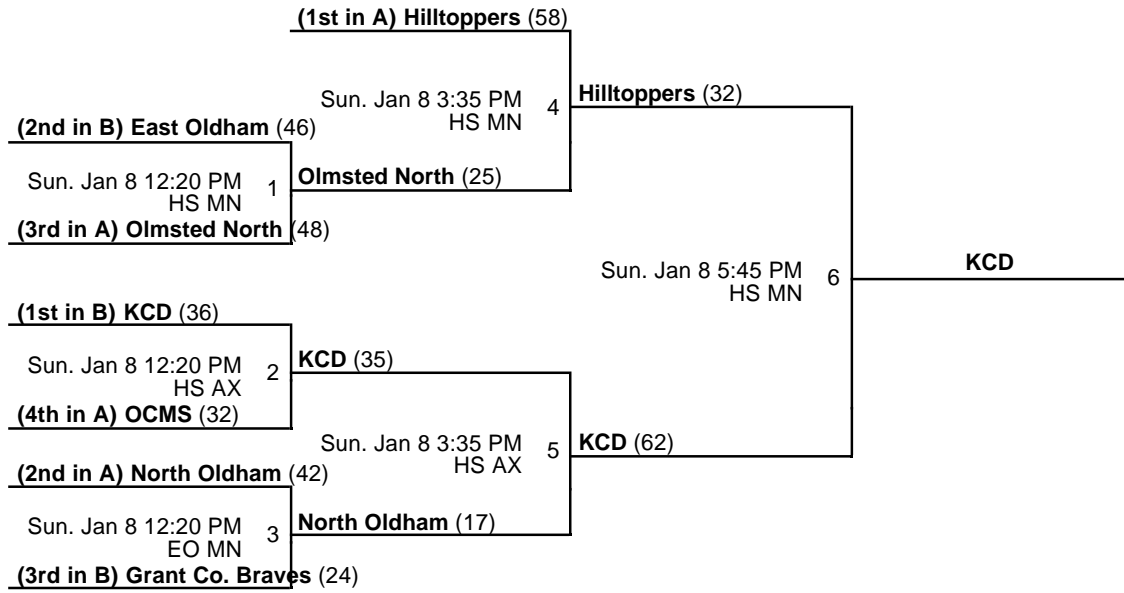 (1st in A) Hilltoppers (58)
Sun. Jan 8 3:35 PM
HS MN
4
Hilltoppers (32)
(2nd in B) East Oldham (46)
Sun. Jan 8 12:20 PM
HS MN
1
Olmsted North (25)
(3rd in A) Olmsted North (48)
Sun. Jan 8 5:45 PM
HS MN
6
KCD
(1st in B) KCD (36)
Sun. Jan 8 12:20 PM
HS AX
2
KCD (35)
(4th in A) OCMS (32)
Sun. Jan 8 3:35 PM
HS AX
5
KCD (62)
(2nd in A) North Oldham (42)
Sun. Jan 8 12:20 PM
EO MN
3
North Oldham (17)
(3rd in B) Grant Co. Braves (24)